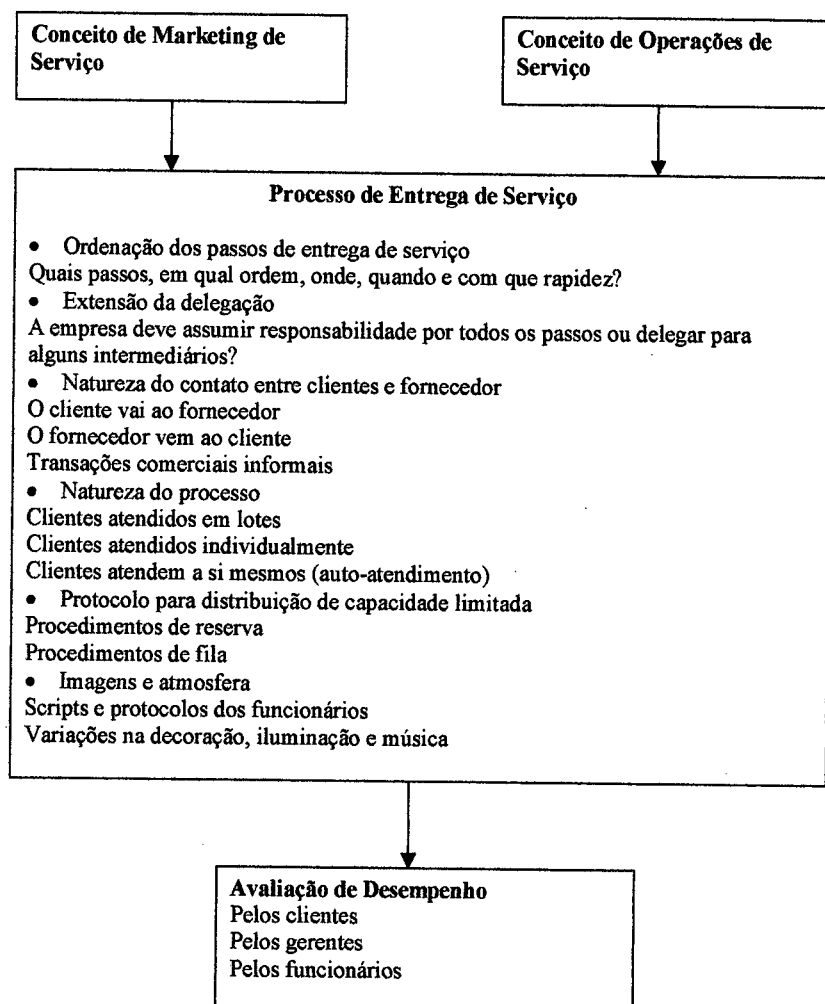 Conceito de Marketing de
Serviço
Conceito de Operações de
Serviço
Processo de Entrega de Serviço
• Ordenação dos passos de entrega de serviço
Quais passos, em qual ordem, onde, quando e com que rapidez?
• Extensão da delegação
A empresa deve assumir responsabilidade por todos os passos ou delegar para
alguns intermediários?
• Natureza do contato entre clientes e fornecedor
O cliente vai ao fornecedor
O fornecedor vem ao cliente
Transações comerciais informais
• Natureza do processo
Clientes atendidos em lotes
Clientes atendidos individualmente
Clientes atendem a si mesmos (auto-atendimento)
• Protocolo para distribuição de capacidade limitada
Procedimentos de reserva
Procedimentos de fila
• Imagens e atmosfera
Scripts e protocolos dos funcionários
Variações na decoração, iluminação e música
Avaliação de Desempenho
Pelos clientes
Pelos gerentes
Pelos funcionários